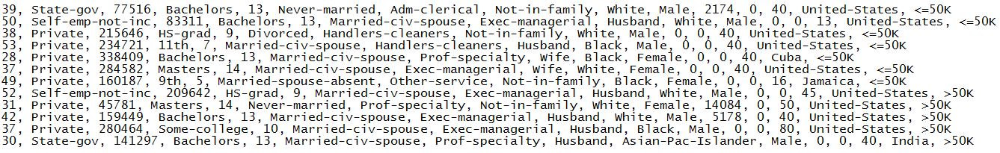 39, State-gov, 77516, Bachelors, 13, Never-married, Adm-clerical, Not-in-family, White, Male, 2174, 0, 40, United-States, <=50K
50, Self-emp-not-inc, 83311, Bachelors, 13, Married-civ-spouse, Exec-managerial, Husband, White, Male, 0, 0, 13, United-States, <=50K
38, Private, 215646, HS-grad, 9, Divorced, Handlers-cleaners, Not-in-family, White, Male, 0, 0, 40, United-States, <=50K
53, Private, 234721, 11th, 7, Married-civ-spouse, Handlers-cleaners, Husband, Black, Male, 0, 0, 40, United-States, <=50K
28, Private, 338409, Bachelors, 13, Married-civ-spouse, Prof-specialty, Wife, Black, Female, 0, 0, 40, Cuba, <=50K
37, Private, 284582, Masters, 14, Married-civ-spouse, Exec-managerial, Wife, White, Female, 0, 0, 40, United-States, <=50K
49, Private, 160187, 9th, 5, Married-spouse-absent, Other-service, Not-in-family, Black, Female, 0, 0, 16, Jamaica, <=50K
52, Self-emp-not-inc, 209642, HS-grad, 9, Married-civ-spouse, Exec-managerial, Husband, White, Male, 0, 0, 45, United-States, >50K
31, Private, 45781, Masters, 14, Never-married, Prof-specialty, Not-in-family, White, Female, 14084, 0, 50, United-States, >50K
42, Private, 159449, Bachelors, 13, Married-civ-spouse, Exec-managerial, Husband, White, Male, 5178, 0, 40, United-States, >50K
37, Private, 280464, Some-college, 10, Married-civ-spouse, Exec-managerial, Husband, Black, Male, 0, 0, 80, United-States, >50K
30, State-gov, 141297, Bachelors, 13, Married-civ-spouse, Prof-specialty, Husband, Asian-Pac-Islander, Male, 0, 0, 40, India, >50K